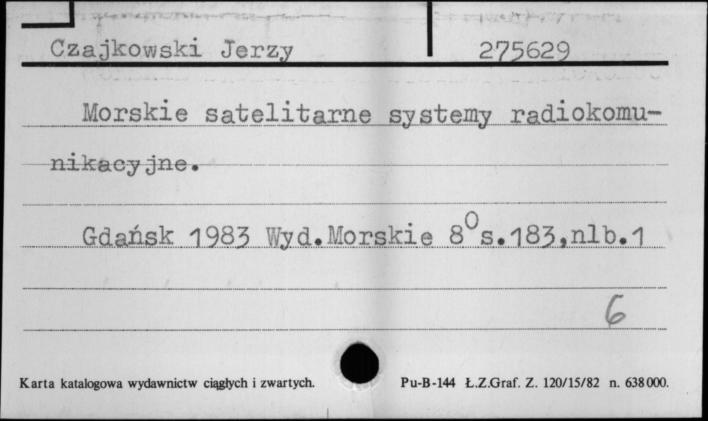 Czajkowski Jerzy 275629
Morskie satelitarne systemy radiokomu-
nikacyjne.
Gdańsk 1983 Wyd.Morskie 8⁰s.183,nlb.1
6
Karta katalogowa wydawnictw ciągłych i zwartych. Pu-B-144 Ł.Z.Graf. Z. 120/15/82 n. 638000.